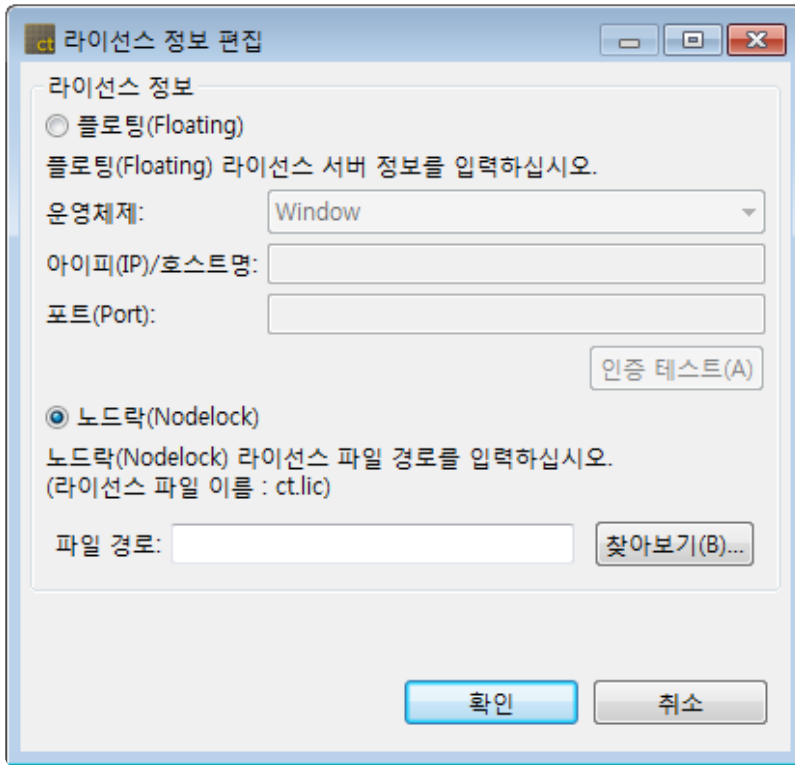 ct 라이선스 정보 편집
라이선스 정보
플로팅(Floating)
플로팅(Floating) 라이선스 서버 정보를 입력하십시오.
운영체제: Window
아이피(IP)/호스트명:
포트(Port):
인증 테스트(A)
노드락(Nodelock)
노드락(Nodelock) 라이선스 파일 경로를 입력하십시오.
(라이선스 파일 이름 : ct.lic)
파일 경로: 찾아보기(B)...
확인 취소